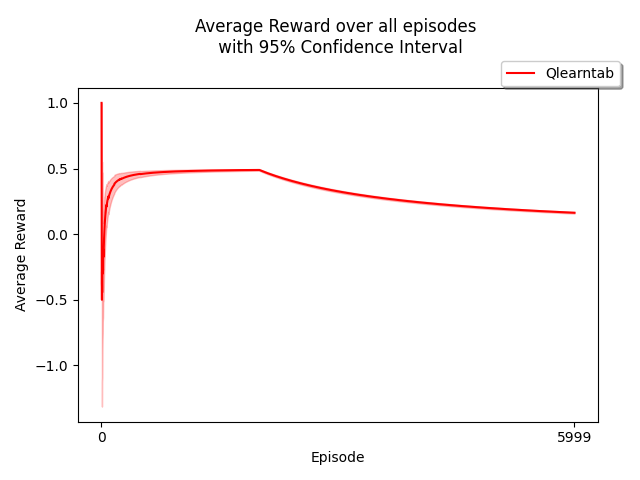 Average Reward over all episodes
with 95% Confidence Interval
Qlearntab
1.0
0.5
0.0
−0.5
−1.0
Average Reward
0
5999
Episode